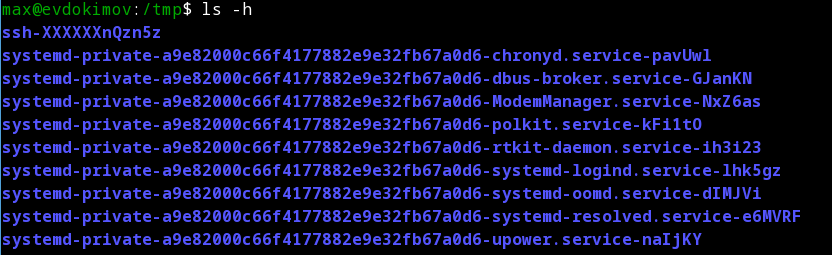 max@evdokimov:/tmp$ ls -h
ssh-XXXXXXnQzn5z
systemd-private-a9e82000c66f4177882e9e32fb67a0d6-chronyd.service-pavUwl
systemd-private-a9e82000c66f4177882e9e32fb67a0d6-dbus-broker.service-GJanKN
systemd-private-a9e82000c66f4177882e9e32fb67a0d6-ModemManager.service-NxZ6as
systemd-private-a9e82000c66f4177882e9e32fb67a0d6-polkit.service-kFi1tO
systemd-private-a9e82000c66f4177882e9e32fb67a0d6-rtkit-daemon.service-ih3i23
systemd-private-a9e82000c66f4177882e9e32fb67a0d6-systemd-logind.service-lhk5gz
systemd-private-a9e82000c66f4177882e9e32fb67a0d6-systemd-oomd.service-dIMJVi
systemd-private-a9e82000c66f4177882e9e32fb67a0d6-systemd-resolved.service-e6MVRF
systemd-private-a9e82000c66f4177882e9e32fb67a0d6-upower.service-naIjKY